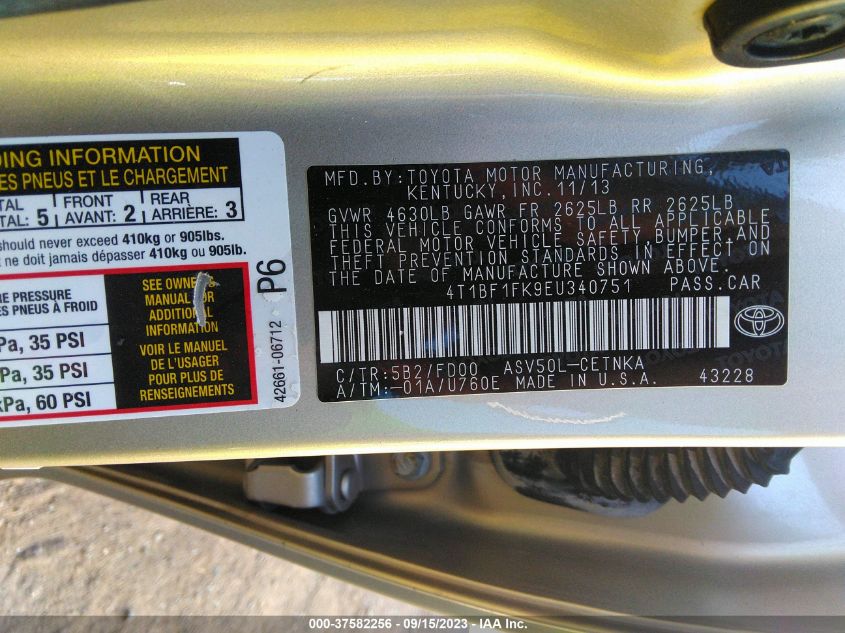 DING INFORMATION
ES PNEUS ET LE CHARGEMENT
TAL 5 FRONT 2 REAR 3
TAL: AVANT: ARRIÈRE:
should never exceed 410kg or 905lbs.
t ne doit jamais dépasser 410kg ou 905lb.
RE PRESSURE
ES PNEUS À FROID
Pa, 35 PSI
Pa, 35 PSI
kPa, 60 PSI
SEE OWNER'S
MANUAL FOR
ADDITIONAL
INFORMATION
VOIR LE MANUEL
DE L'USAGER
POUR PLUS DE
RENSEIGNEMENTS
42661-06712 P6
MFD.BY:TOYOTA MOTOR MANUFACTURING,
KENTUCKY, INC.11/13
GVWR 4630LB GAWR FR 2625LB RR 2625LB
THIS VEHICLE CONFORMS TO ALL APPLICABLE
FEDERAL MOTOR VEHICLE SAFETY,BUMPER,AND
THEFT PREVENTION STANDARDS IN EFFECT ON
THE DATE OF MANUFACTURE SHOWN ABOVE.
4T1BF1FK9EU340751 PASS.CAR
C/TR:5B2/FD00 ASV50L-CETNKA
A/TM:-01A/U760E MADE IN U.S.A. 43228
000-37582256 - 09/15/2023 - IAA Inc.